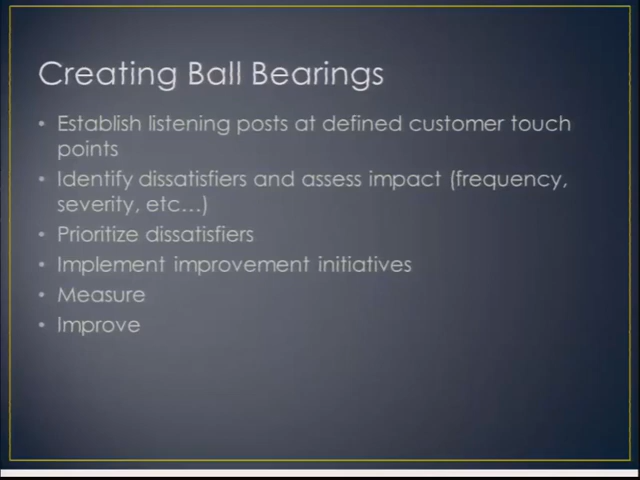 Creating Ball Bearings
• Establish listening posts at defined customer touch
points
• Identify dissatisfiers and assess impact (frequency,
severity, etc...)
• Prioritize dissatisfiers
• Implement improvement initiatives
• Measure
• Improve